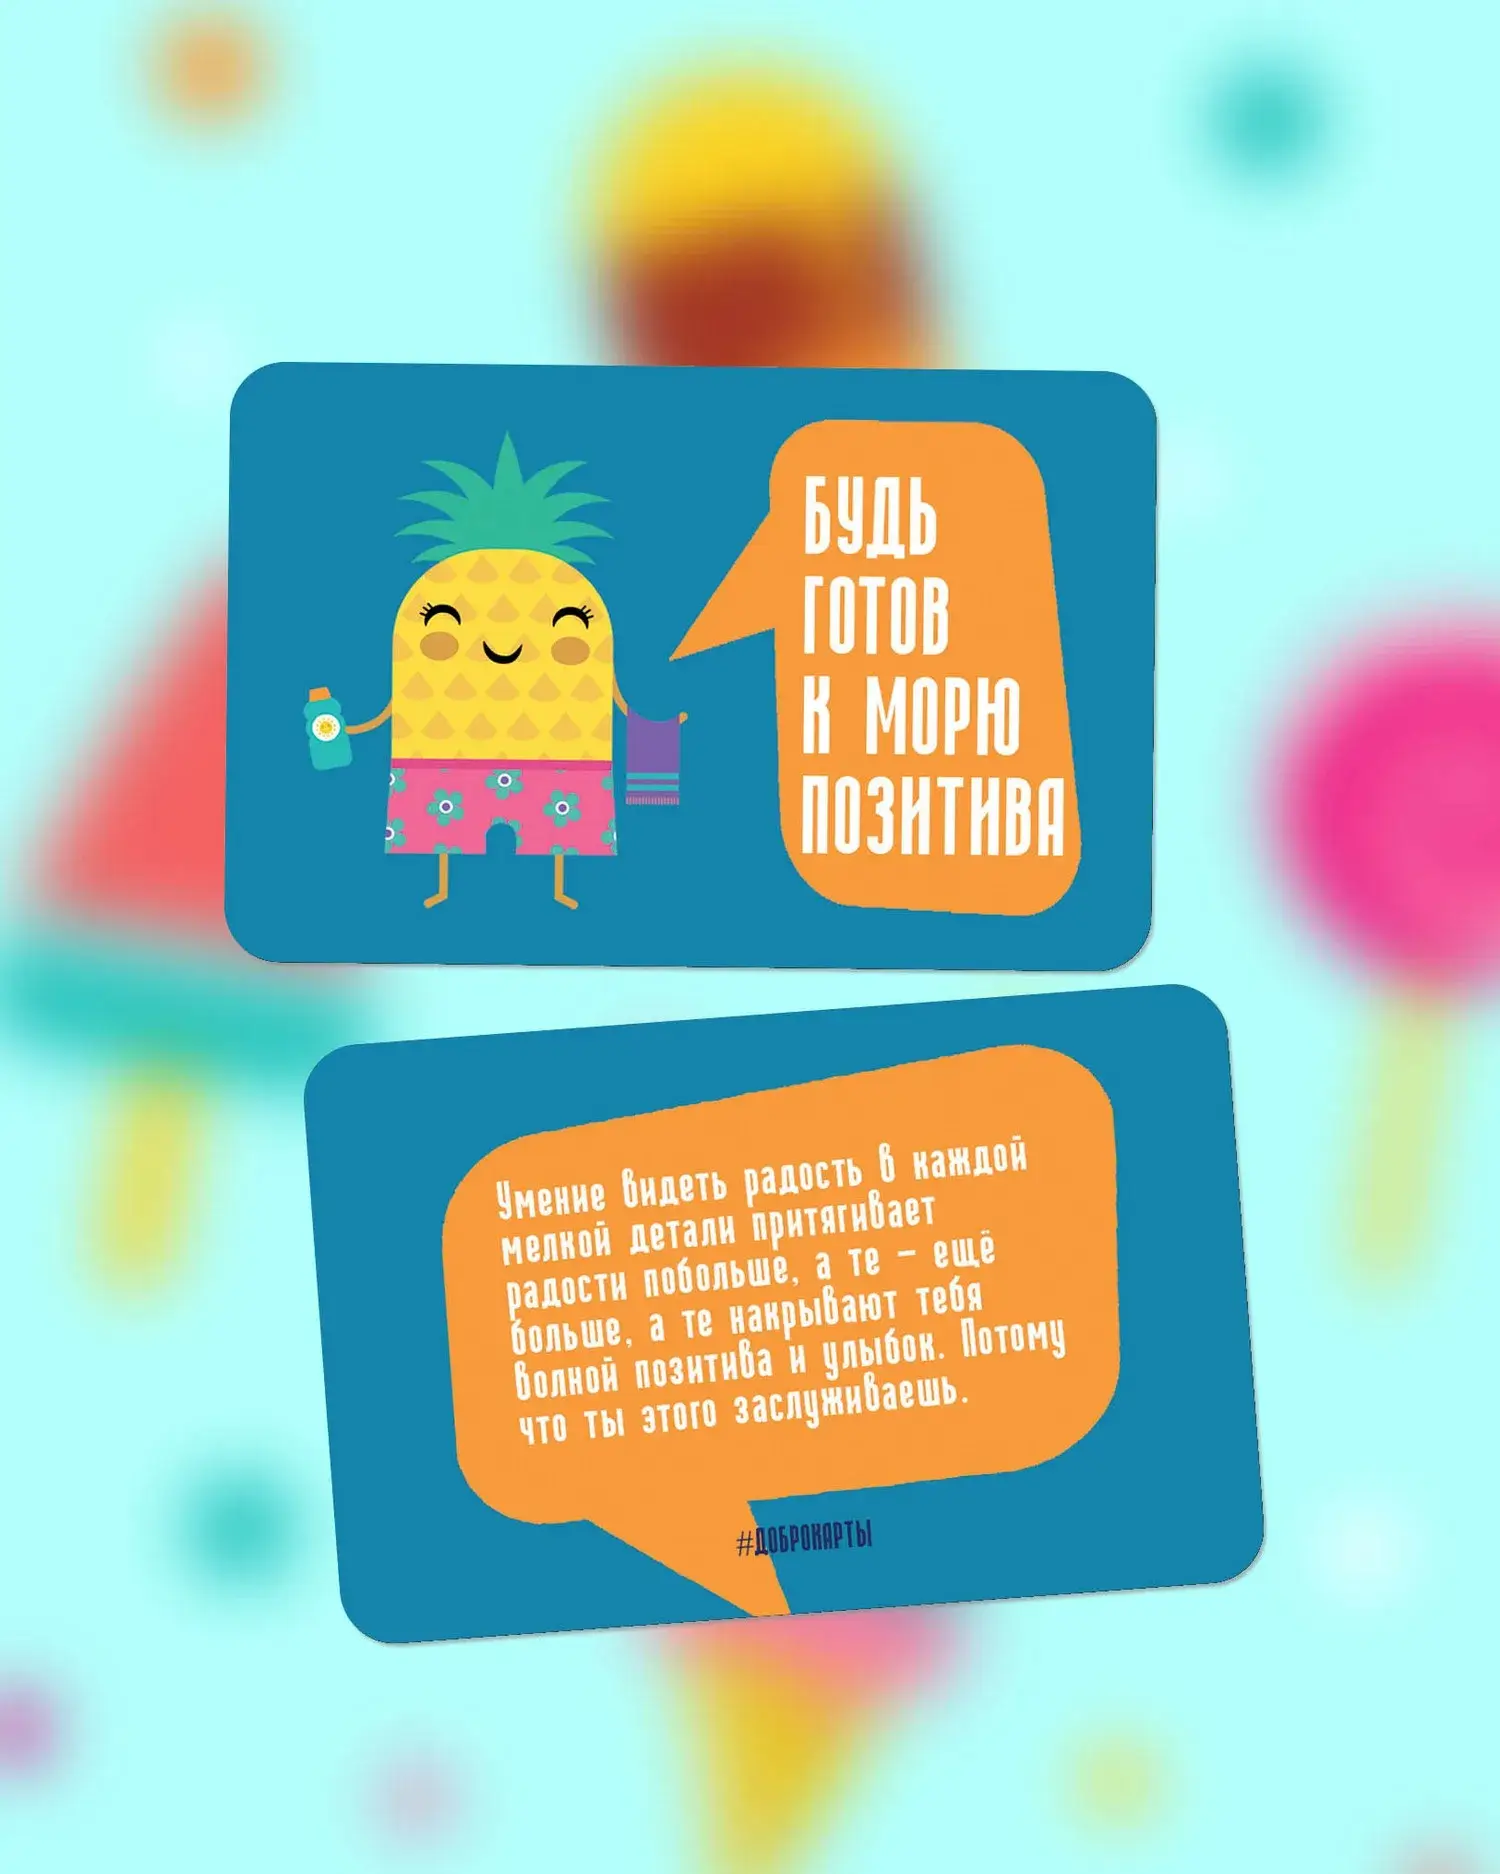 БУДЬ
ГОТОВ
К МОРЮ
ПОЗИТИВА
Умение видеть радость в каждой
мелкой детали притягивает
радости побольше, а те – ещё
больше, а те накрывают тебя
волной позитива и улыбок. Потому
что ты этого заслуживаешь.
#ДОБРОКАРТЫ